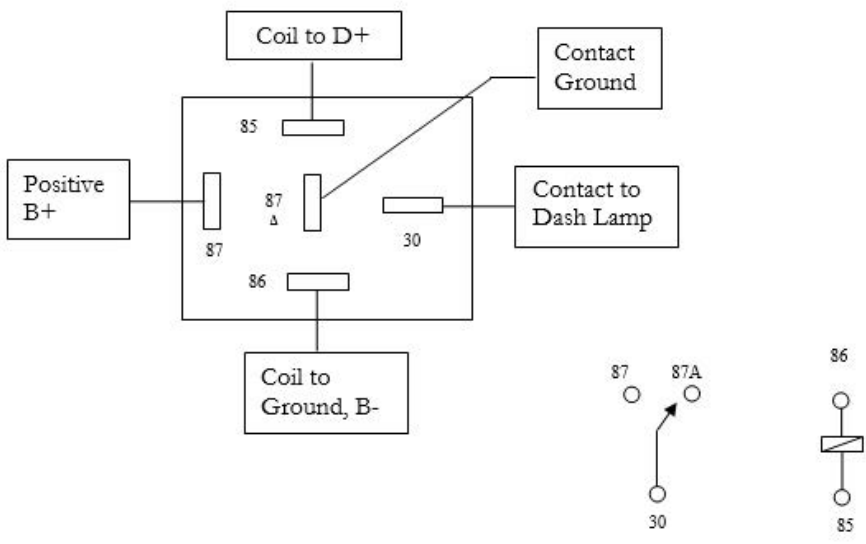 Coil to D+
Contact
Ground
85
Positive
B+
87
Δ
Contact to
Dash Lamp
87
30
86
Coil to
Ground, B-
87
87A
86
30
85